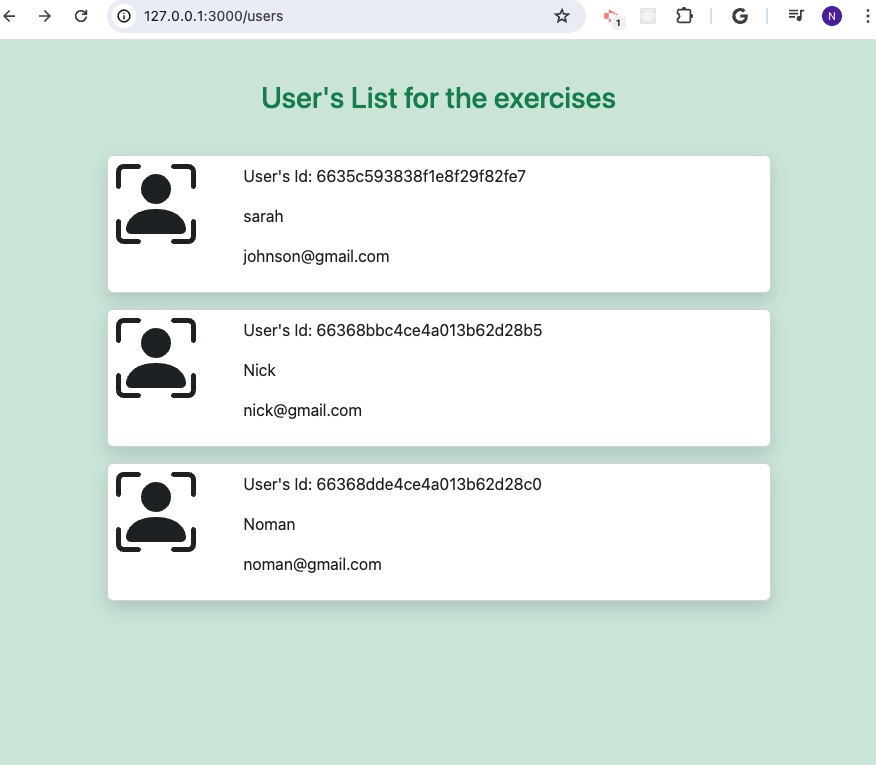 127.0.0.1:3000/users
1
G
N
User's List for the exercises
User's Id: 6635c593838f1e8f29f82fe7
sarah
johnson@gmail.com
User's Id: 66368bbc4ce4a013b62d28b5
Nick
nick@gmail.com
User's Id: 66368dde4ce4a013b62d28c0
Noman
noman@gmail.com